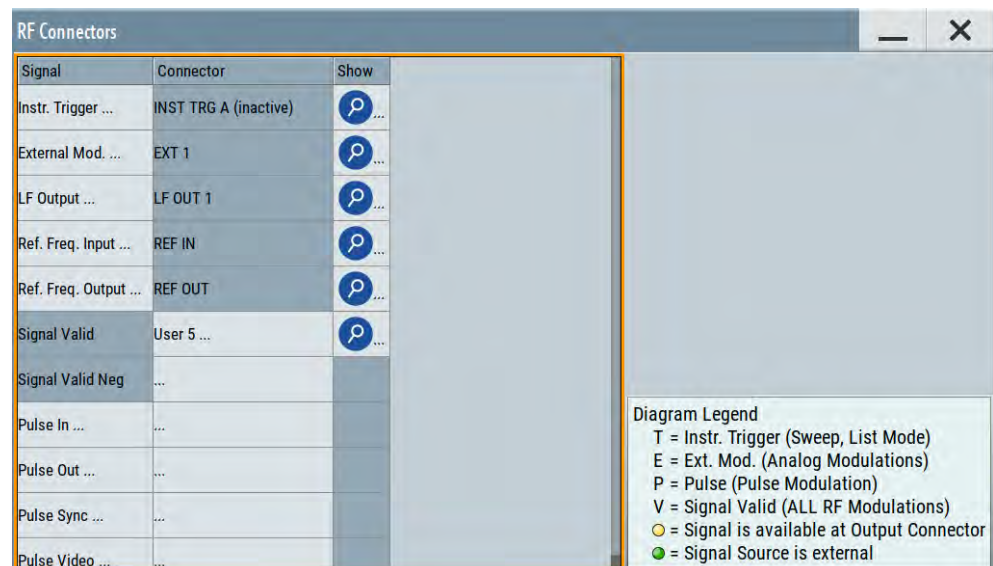 RF Connectors
Signal Connector Show
Instr. Trigger ... INST TRG A (inactive) ...
External Mod. ... EXT 1 ...
LF Output ... LF OUT 1 ...
Ref. Freq. Input ... REF IN ...
Ref. Freq. Output ... REF OUT ...
Signal Valid User 5 ... ...
Signal Valid Neg ...
Pulse In ... ...
Pulse Out ... ...
Pulse Sync ... ...
Pulse Video ... ...
Diagram Legend
T = Instr. Trigger (Sweep, List Mode)
E = Ext. Mod. (Analog Modulations)
P = Pulse (Pulse Modulation)
V = Signal Valid (ALL RF Modulations)
= Signal is available at Output Connector
= Signal Source is external